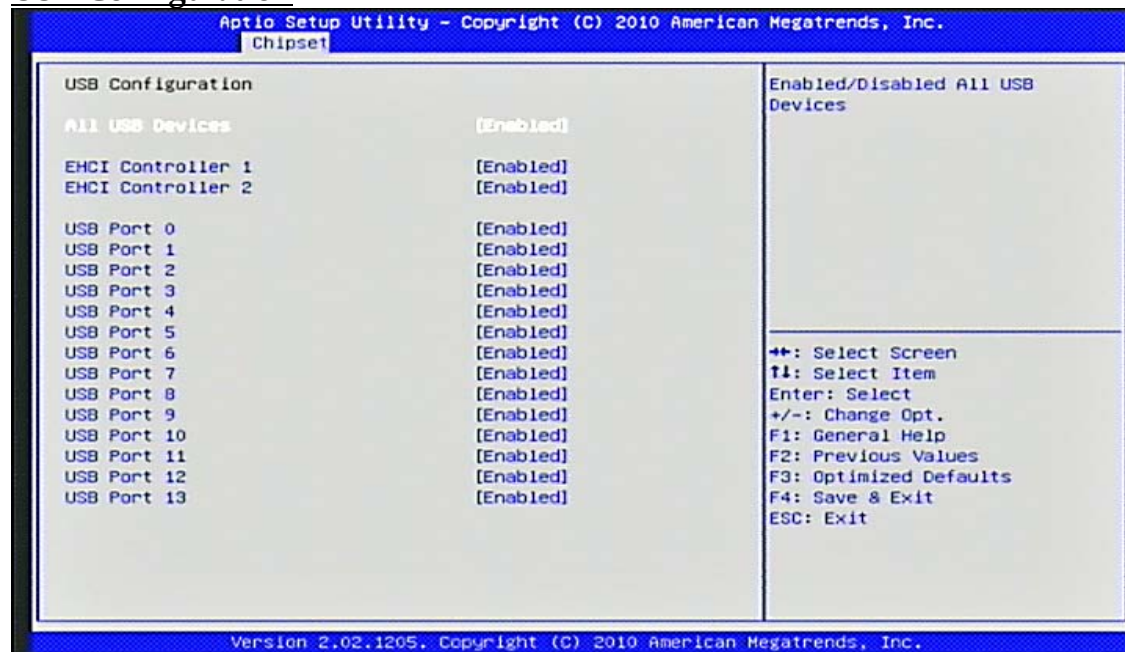 Aptio Setup Utility – Copyright (C) 2010 American Megatrends, Inc.
Chipset
USB Configuration
All USB Devices [Enabled]
EHCI Controller 1 [Enabled]
EHCI Controller 2 [Enabled]
USB Port 0 [Enabled]
USB Port 1 [Enabled]
USB Port 2 [Enabled]
USB Port 3 [Enabled]
USB Port 4 [Enabled]
USB Port 5 [Enabled]
USB Port 6 [Enabled]
USB Port 7 [Enabled]
USB Port 8 [Enabled]
USB Port 9 [Enabled]
USB Port 10 [Enabled]
USB Port 11 [Enabled]
USB Port 12 [Enabled]
USB Port 13 [Enabled]
Enabled/Disabled All USB
Devices
→←: Select Screen
↑↓: Select Item
Enter: Select
+/-: Change Opt.
F1: General Help
F2: Previous Values
F3: Optimized Defaults
F4: Save & Exit
ESC: Exit
Version 2.02.1205. Copyright (C) 2010 American Megatrends, Inc.